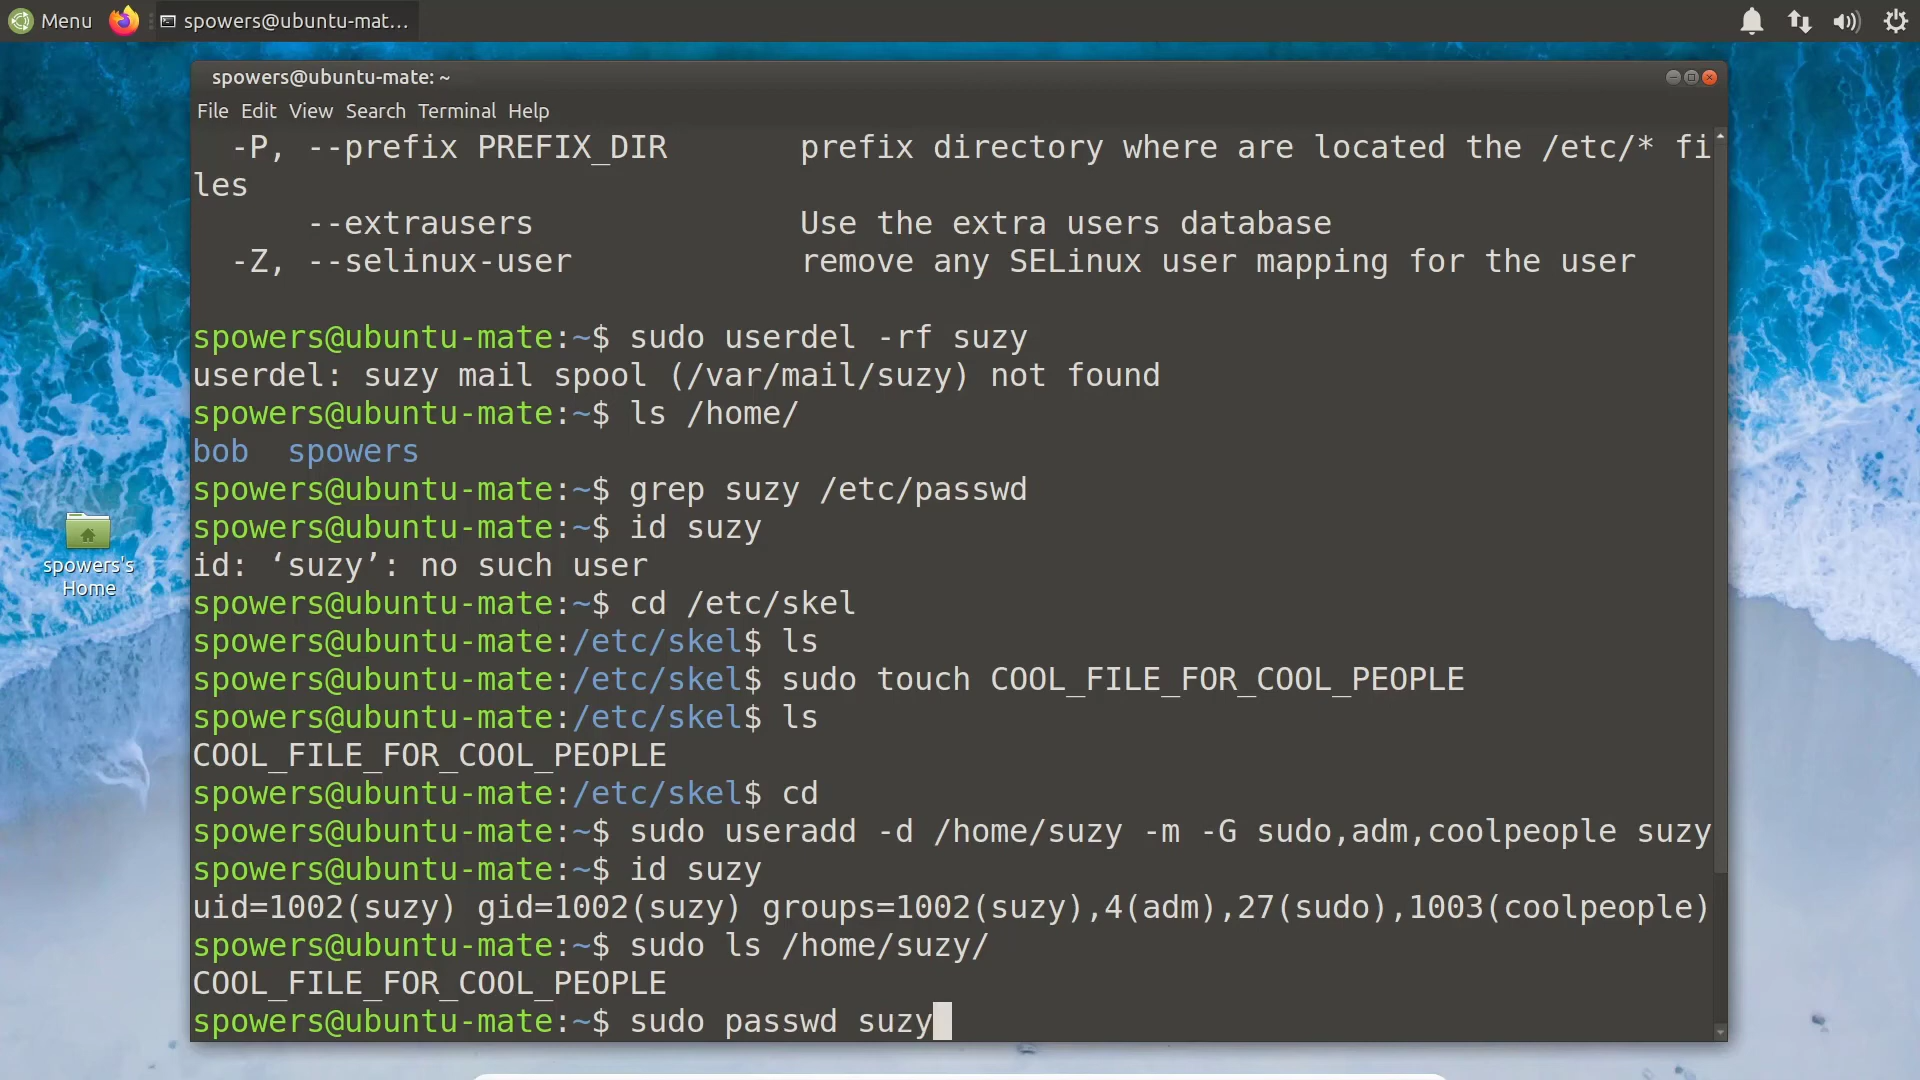 Menu
spowers@ubuntu-mat...
spowers@ubuntu-mate: ~
File Edit View Search Terminal Help
-P, --prefix PREFIX_DIR prefix directory where are located the /etc/* fi
les
--extrausers Use the extra users database
-Z, --selinux-user remove any SELinux user mapping for the user
spowers@ubuntu-mate:~$ sudo userdel -rf suzy
userdel: suzy mail spool (/var/mail/suzy) not found
spowers@ubuntu-mate:~$ ls /home/
bob spowers
spowers@ubuntu-mate:~$ grep suzy /etc/passwd
spowers@ubuntu-mate:~$ id suzy
id: ‘suzy’: no such user
spowers@ubuntu-mate:~$ cd /etc/skel
spowers@ubuntu-mate:/etc/skel$ ls
spowers@ubuntu-mate:/etc/skel$ sudo touch COOL_FILE_FOR_COOL_PEOPLE
spowers@ubuntu-mate:/etc/skel$ ls
COOL_FILE_FOR_COOL_PEOPLE
spowers@ubuntu-mate:/etc/skel$ cd
spowers@ubuntu-mate:~$ sudo useradd -d /home/suzy -m -G sudo,adm,coolpeople suzy
spowers@ubuntu-mate:~$ id suzy
uid=1002(suzy) gid=1002(suzy) groups=1002(suzy),4(adm),27(sudo),1003(coolpeople)
spowers@ubuntu-mate:~$ sudo ls /home/suzy/
COOL_FILE_FOR_COOL_PEOPLE
spowers@ubuntu-mate:~$ sudo passwd suzy
spowers's
Home